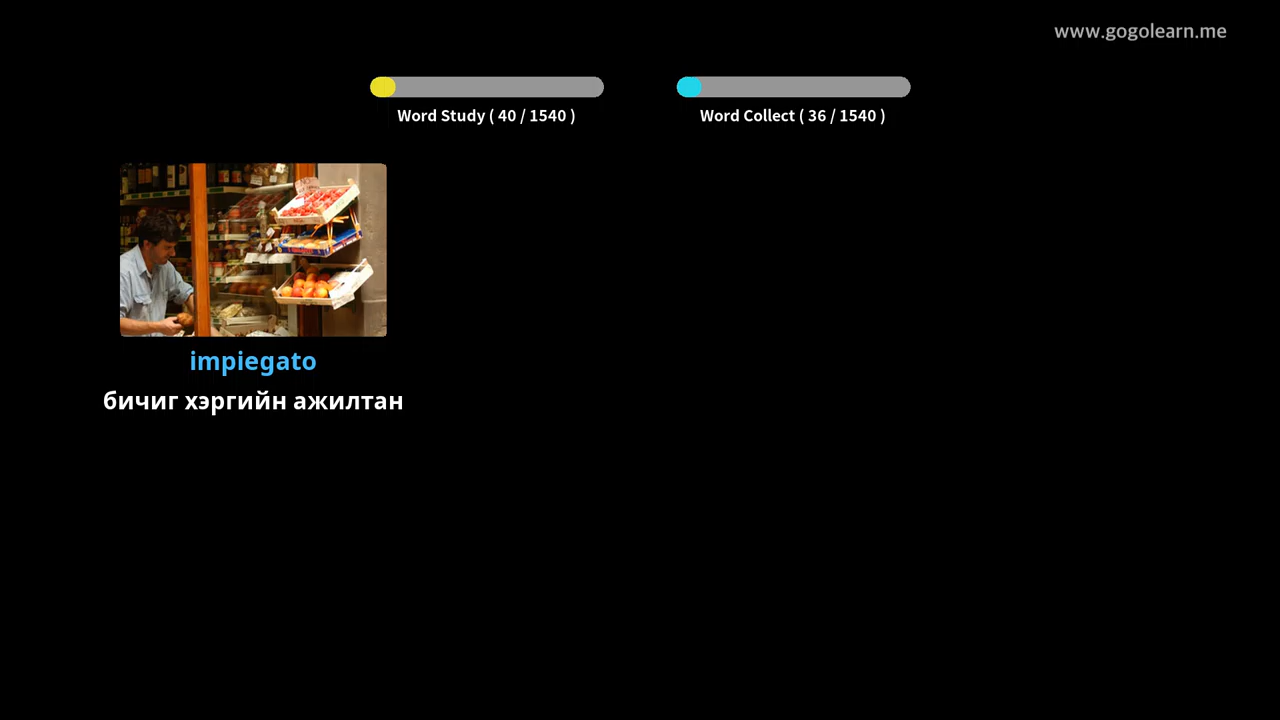 www.gogolearn.me
Word Study ( 40 / 1540 )
Word Collect ( 36 / 1540 )
impiegato
бичиг хэргийн ажилтан